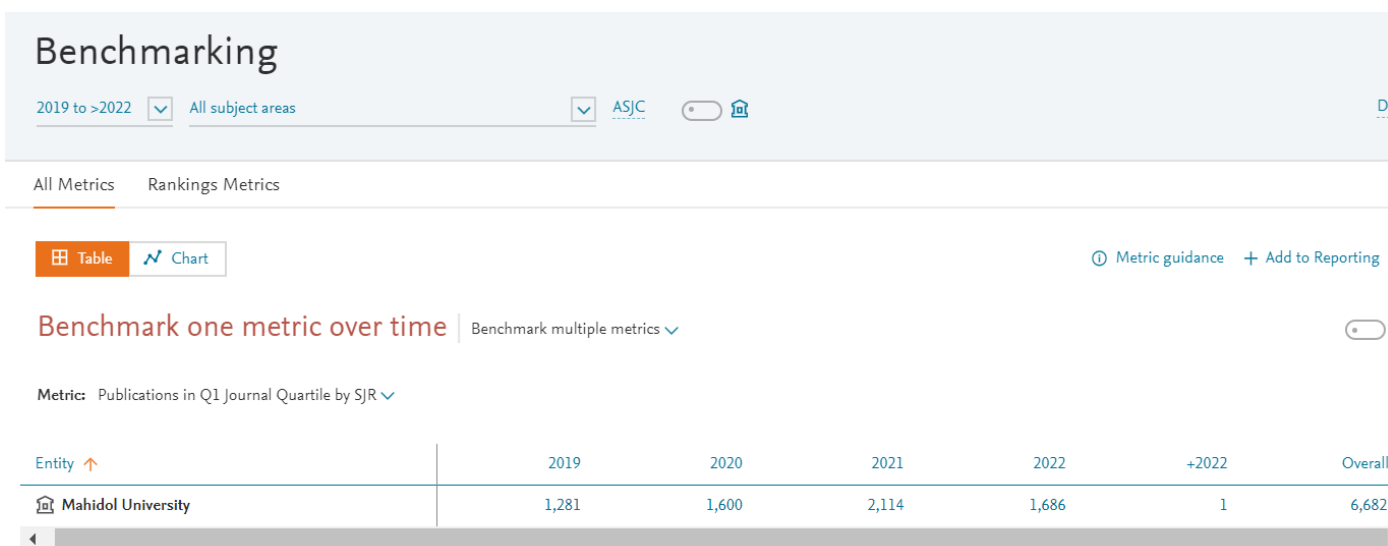 Benchmarking
2019 to >2022 All subject areas ASJC D
All Metrics Rankings Metrics
Table Chart Metric guidance + Add to Reporting
Benchmark one metric over time Benchmark multiple metrics
Metric: Publications in Q1 Journal Quartile by SJR
Entity 2019 2020 2021 2022 +2022 Overall
Mahidol University 1,281 1,600 2,114 1,686 1 6,682